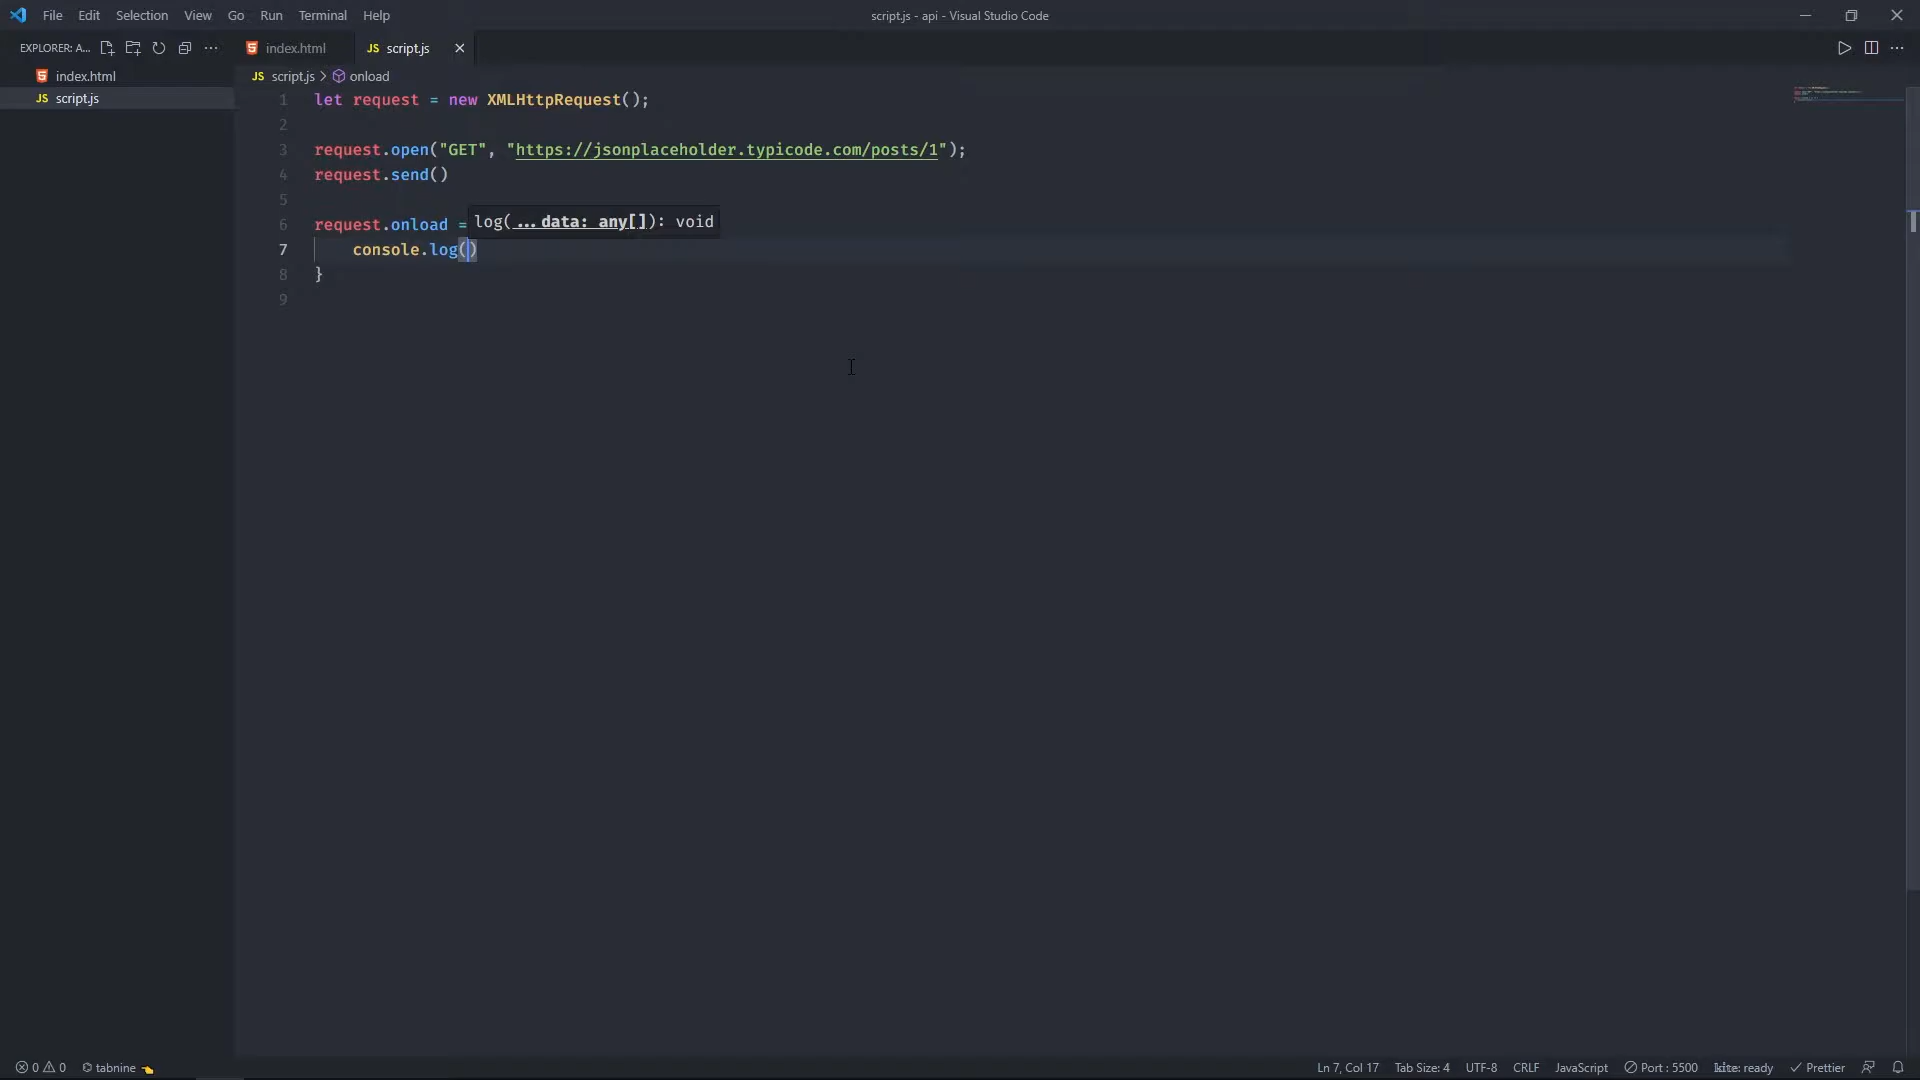 File Edit Selection View Go Run Terminal Help
script.js - api - Visual Studio Code
EXPLORER: A...
index.html
JS script.js
index.html
JS script.js
JS script.js > onload
1 let request = new XMLHttpRequest();
2
3 request.open("GET", "https://jsonplaceholder.typicode.com/posts/1");
4 request.send()
5
6 request.onload =
log(...data: any[]): void
7 console.log()
8 }
9
0 0 tabnine
Ln 7, Col 17 Tab Size: 4 UTF-8 CRLF JavaScript Port : 5500 kite: ready Prettier